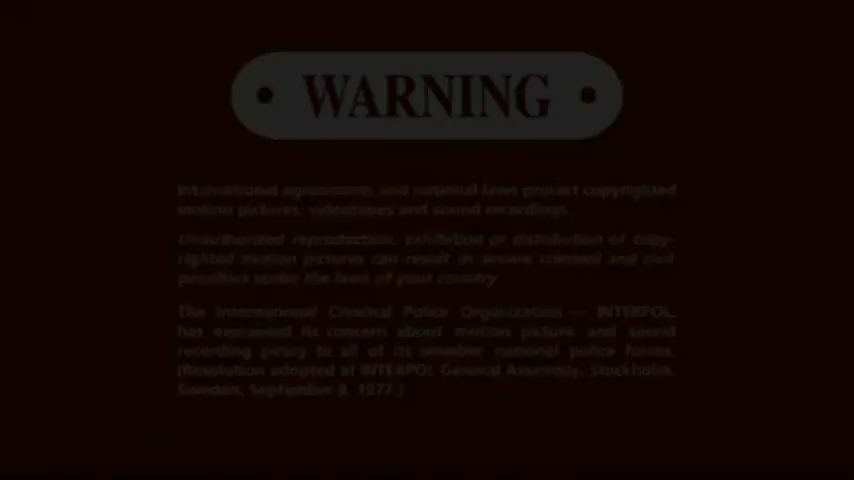 WARNING
International agreements and national laws protect copyrighted
motion pictures, videotapes and sound recordings.
Unauthorized reproduction, exhibition or distribution of copy-
righted motion pictures can result in severe criminal and civil
penalties under the laws of your country.
The International Criminal Police Organization — INTERPOL,
has expressed its concern about motion picture and sound
recording piracy to all of its member national police forces.
(Resolution adopted at INTERPOL General Assembly, Stockholm,
Sweden, September 8, 1977.)